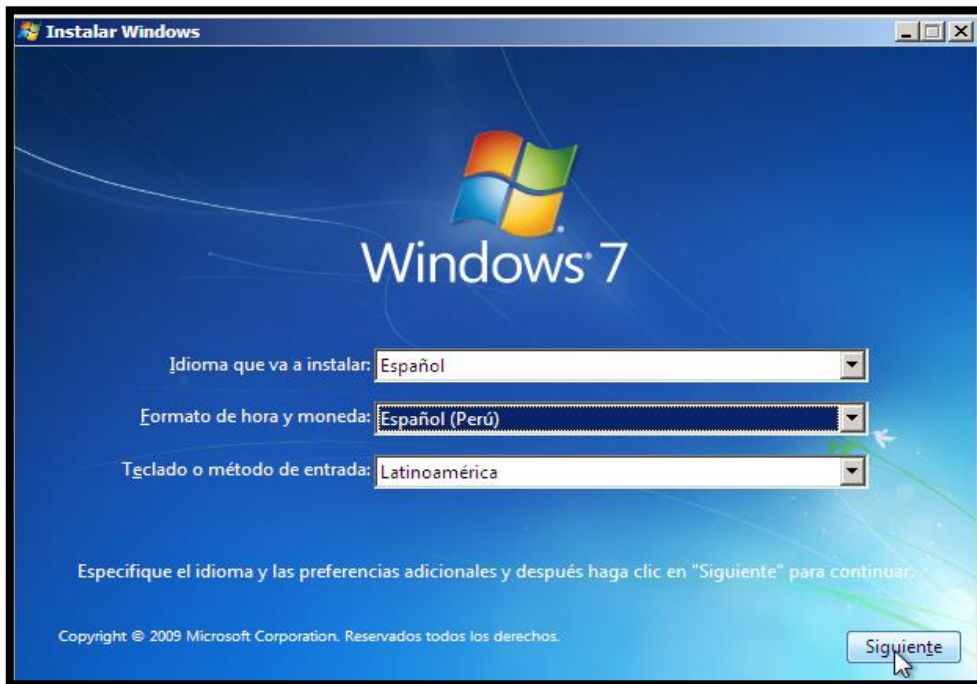 Instalar Windows
Windows® 7
Idioma que va a instalar: Español
Formato de hora y moneda: Español (Perú)
Teclado o método de entrada: Latinoamérica
Especifique el idioma y las preferencias adicionales y después haga clic en "Siguiente" para continuar.
Copyright © 2009 Microsoft Corporation. Reservados todos los derechos.
Siguiente